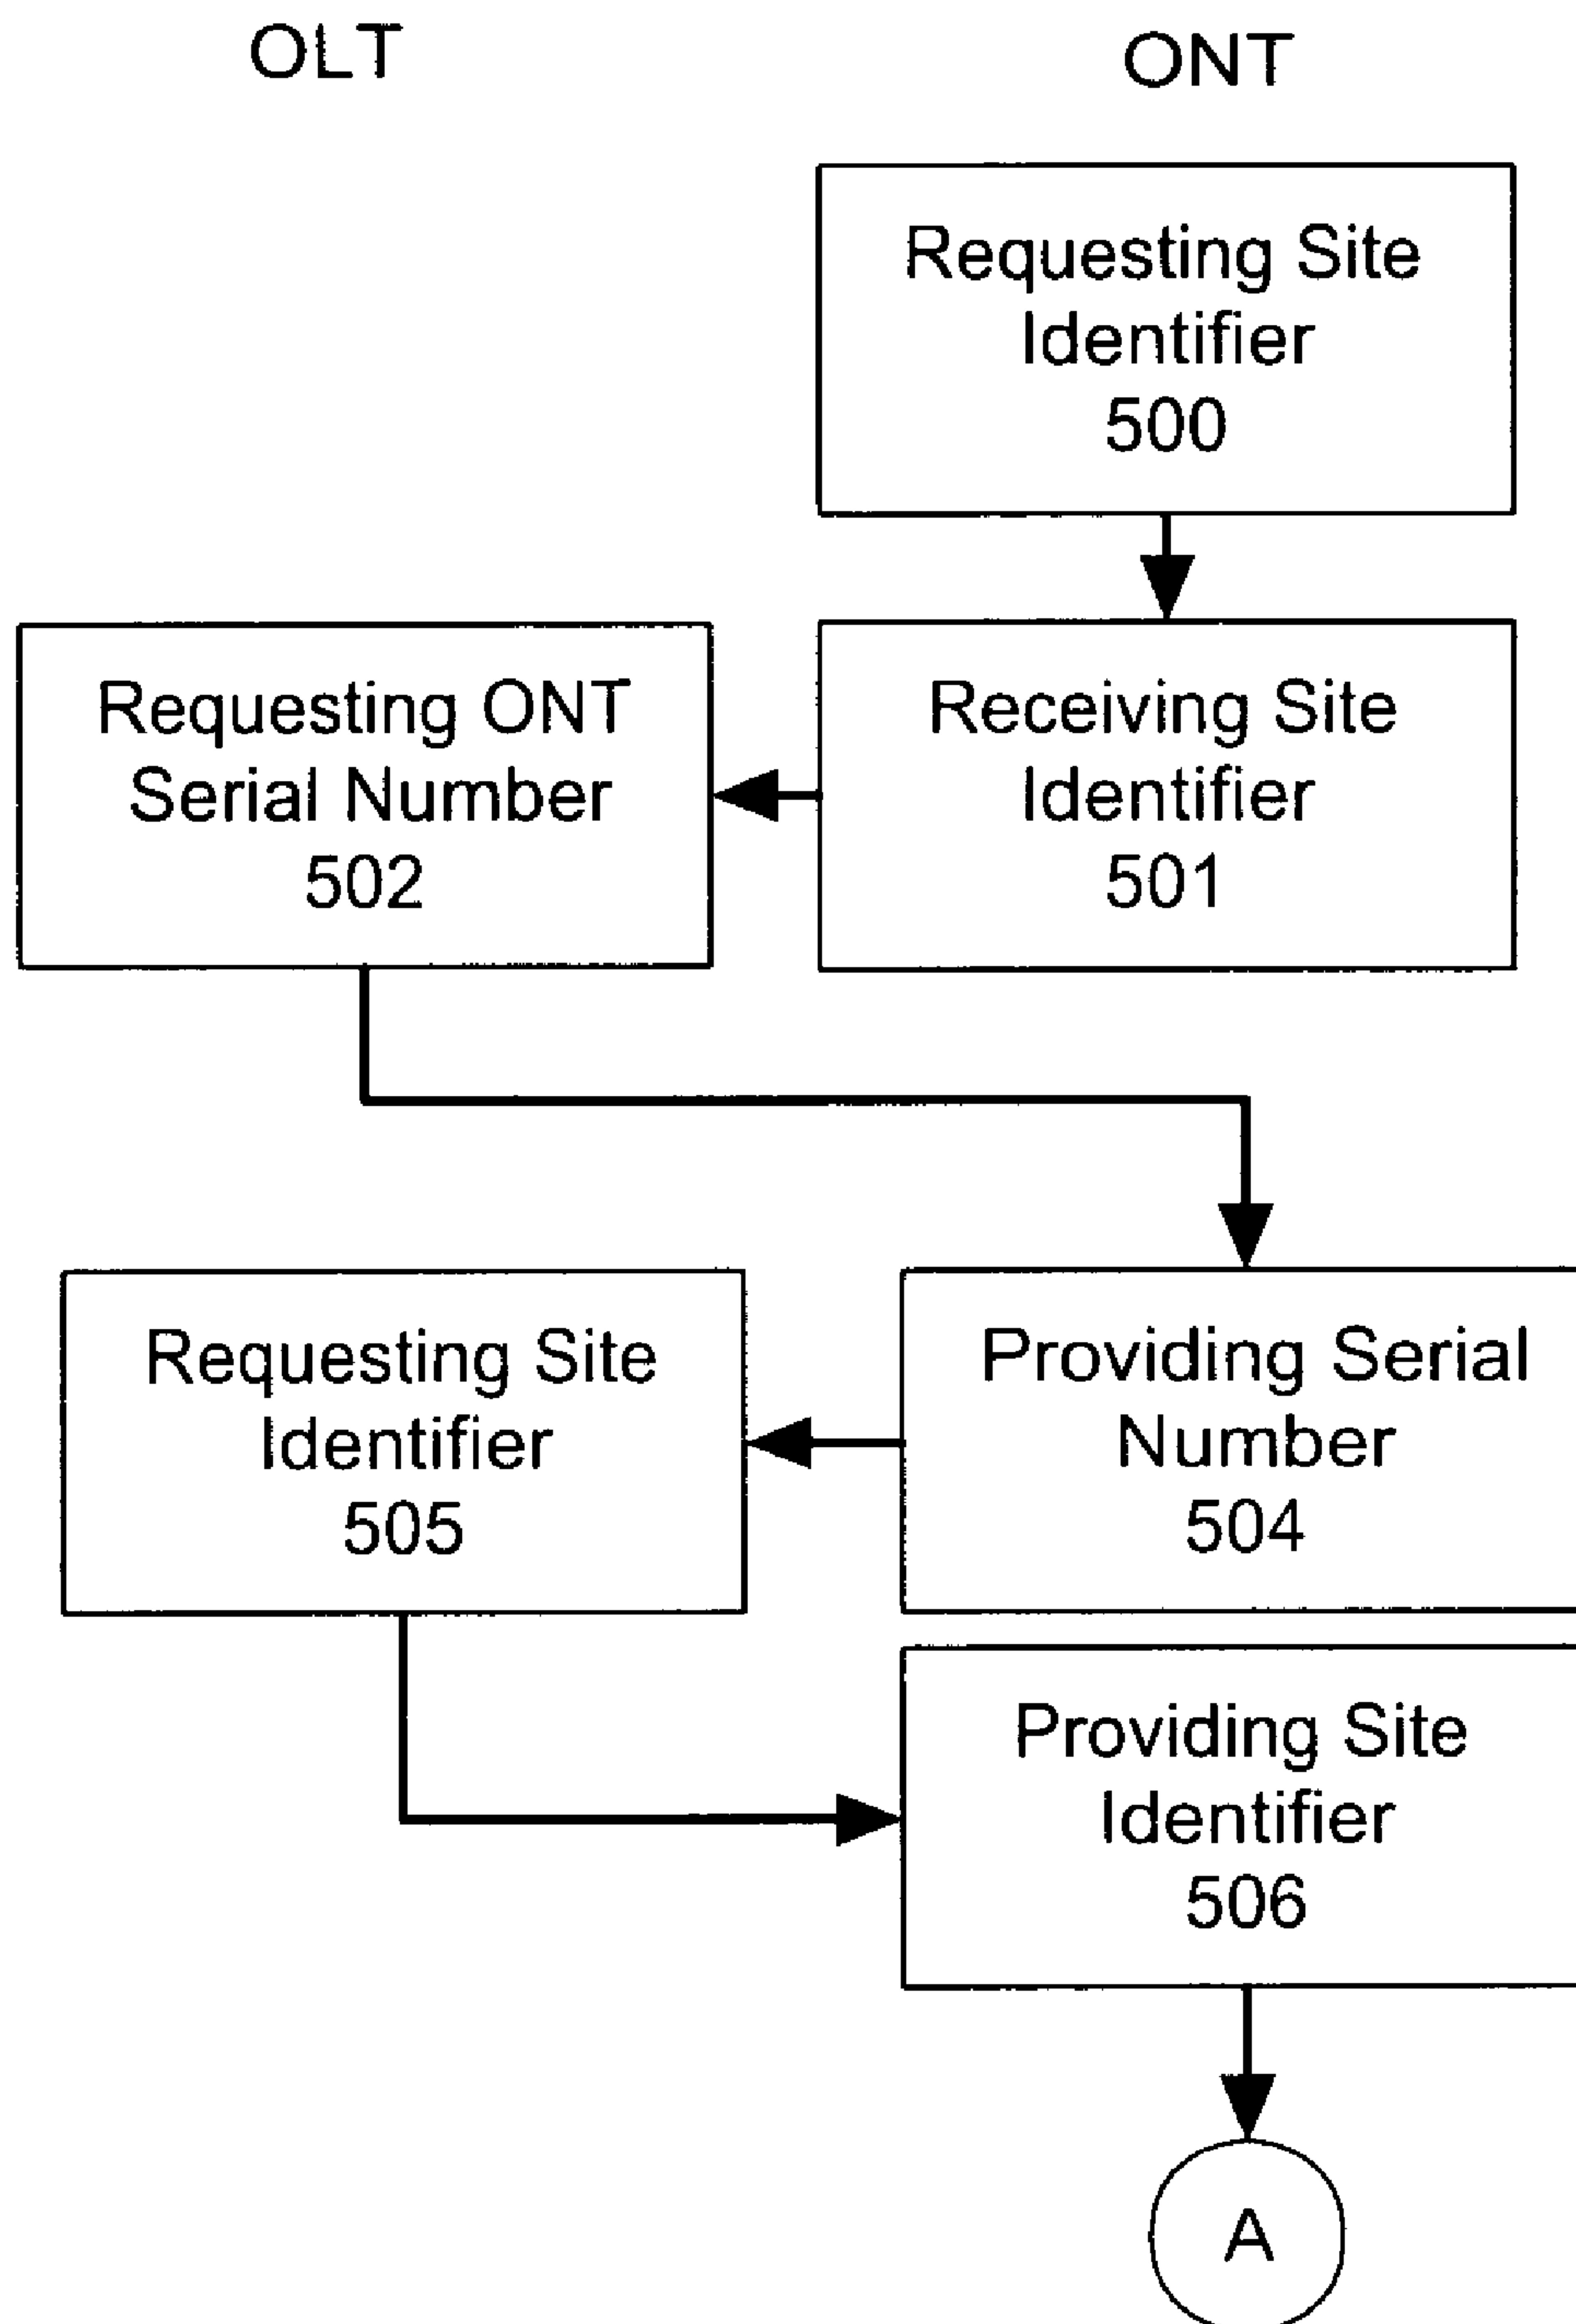 OLT
ONT
Requesting Site
Identifier
500
Requesting ONT
Serial Number
502
Receiving Site
Identifier
501
Requesting Site
Identifier
505
Providing Serial
Number
504
Providing Site
Identifier
506
A